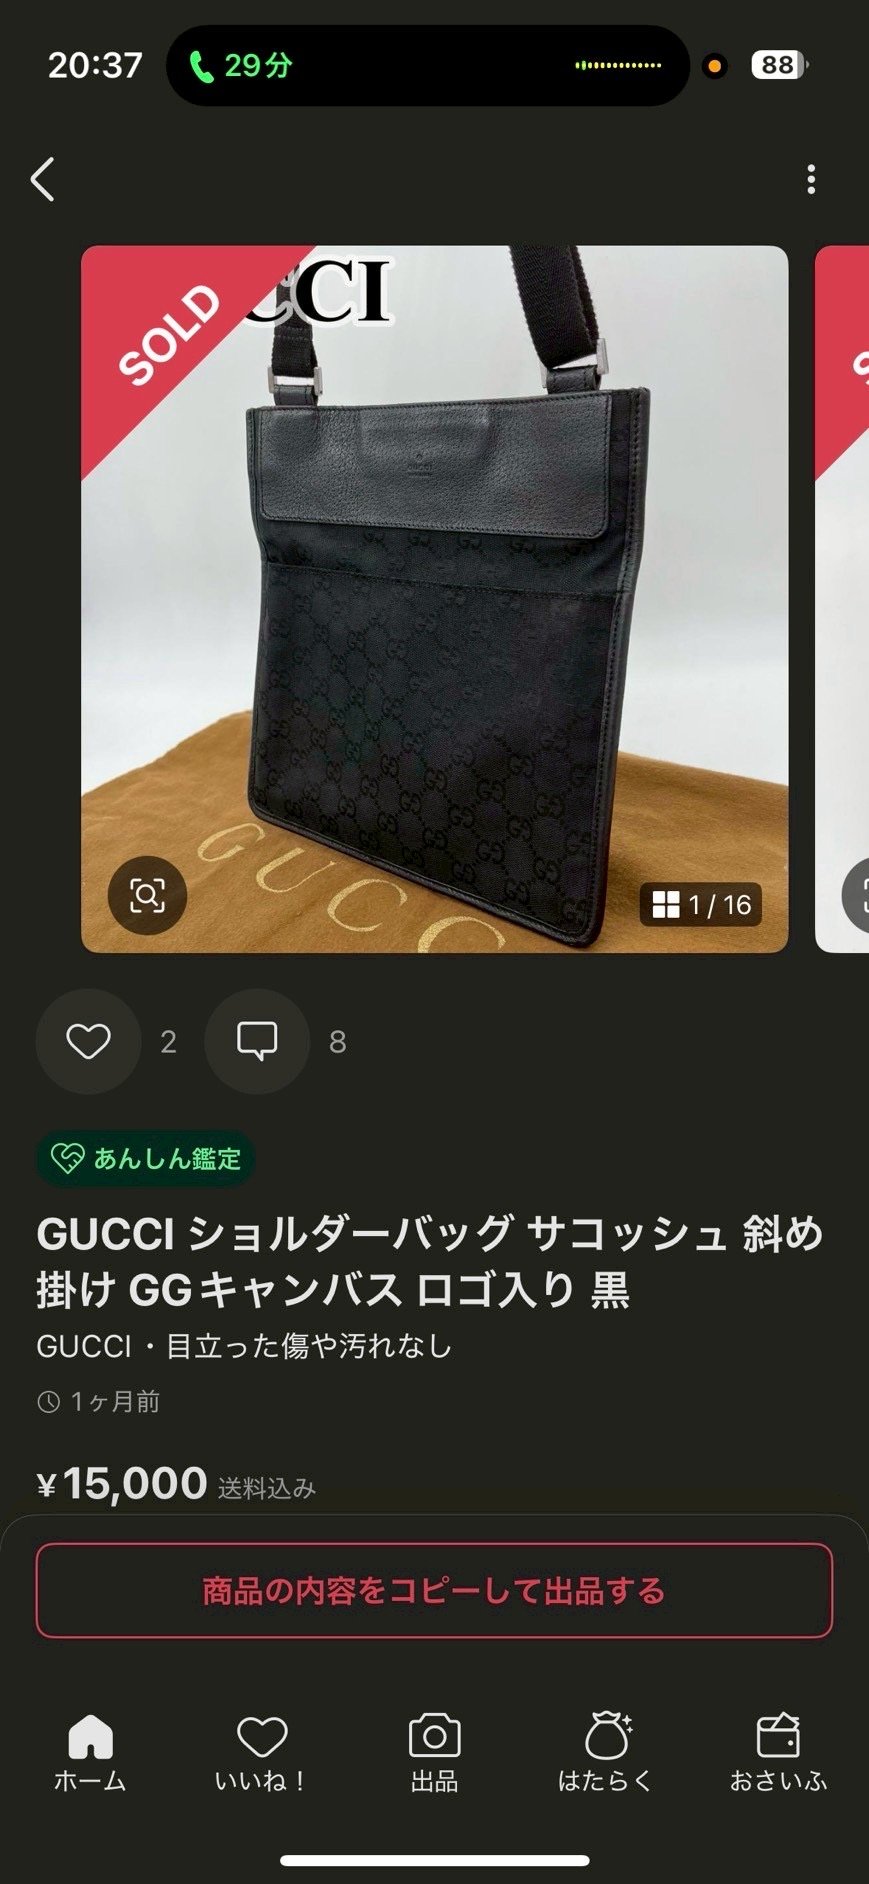 20:37
29分
88
SOLD
CCI
GUCCI
GUCC
1 / 16
2
8
あんしん鑑定
GUCCI ショルダーバッグ サコッシュ 斜め
掛け GGキャンバス ロゴ入り 黒
GUCCI・目立った傷や汚れなし
1ヶ月前
¥15,000 送料込み
商品の内容をコピーして出品する
ホーム
いいね！
出品
はたらく
おさいふ